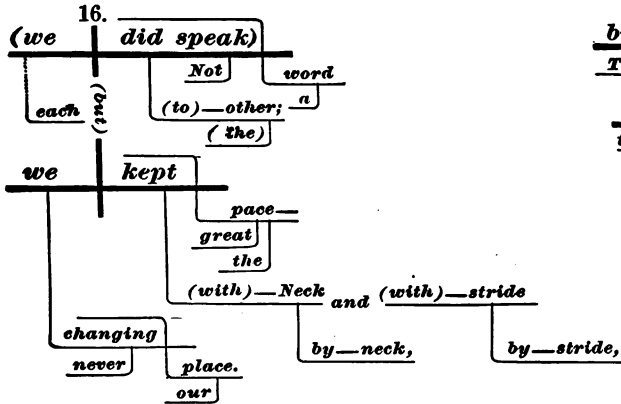 16.
(we did speak) b
Not word T
each (but) (to)—other; a
(the)
t
we kept
pace—
great
the
(with)—Neck and (with)—stride
changing
never by—neck, by—stride,
place.
our